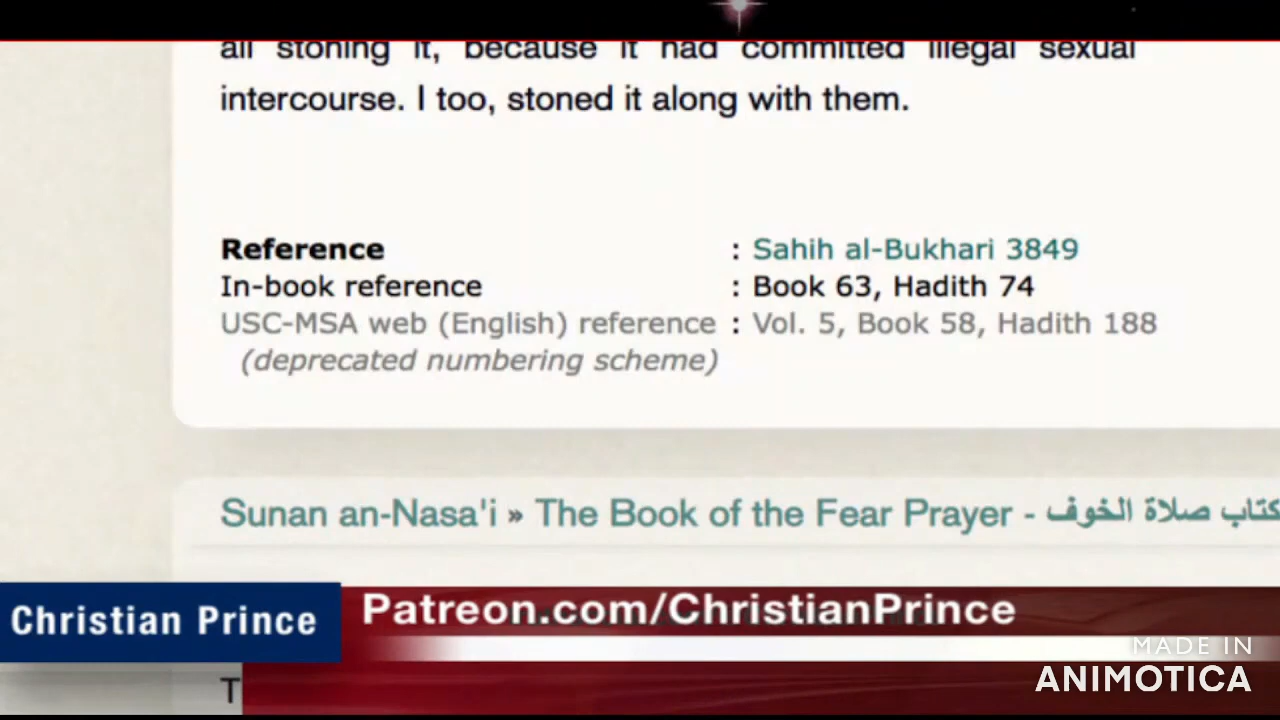 all stoning it, because it had committed illegal sexual
intercourse. I too, stoned it along with them.
Reference : Sahih al-Bukhari 3849
In-book reference : Book 63, Hadith 74
USC-MSA web (English) reference : Vol. 5, Book 58, Hadith 188
(deprecated numbering scheme)
Sunan an-Nasa'i » The Book of the Fear Prayer - كتاب صلاة الخوف
Christian Prince
Patreon.com/ChristianPrince
MADE IN
ANIMOTICA
T